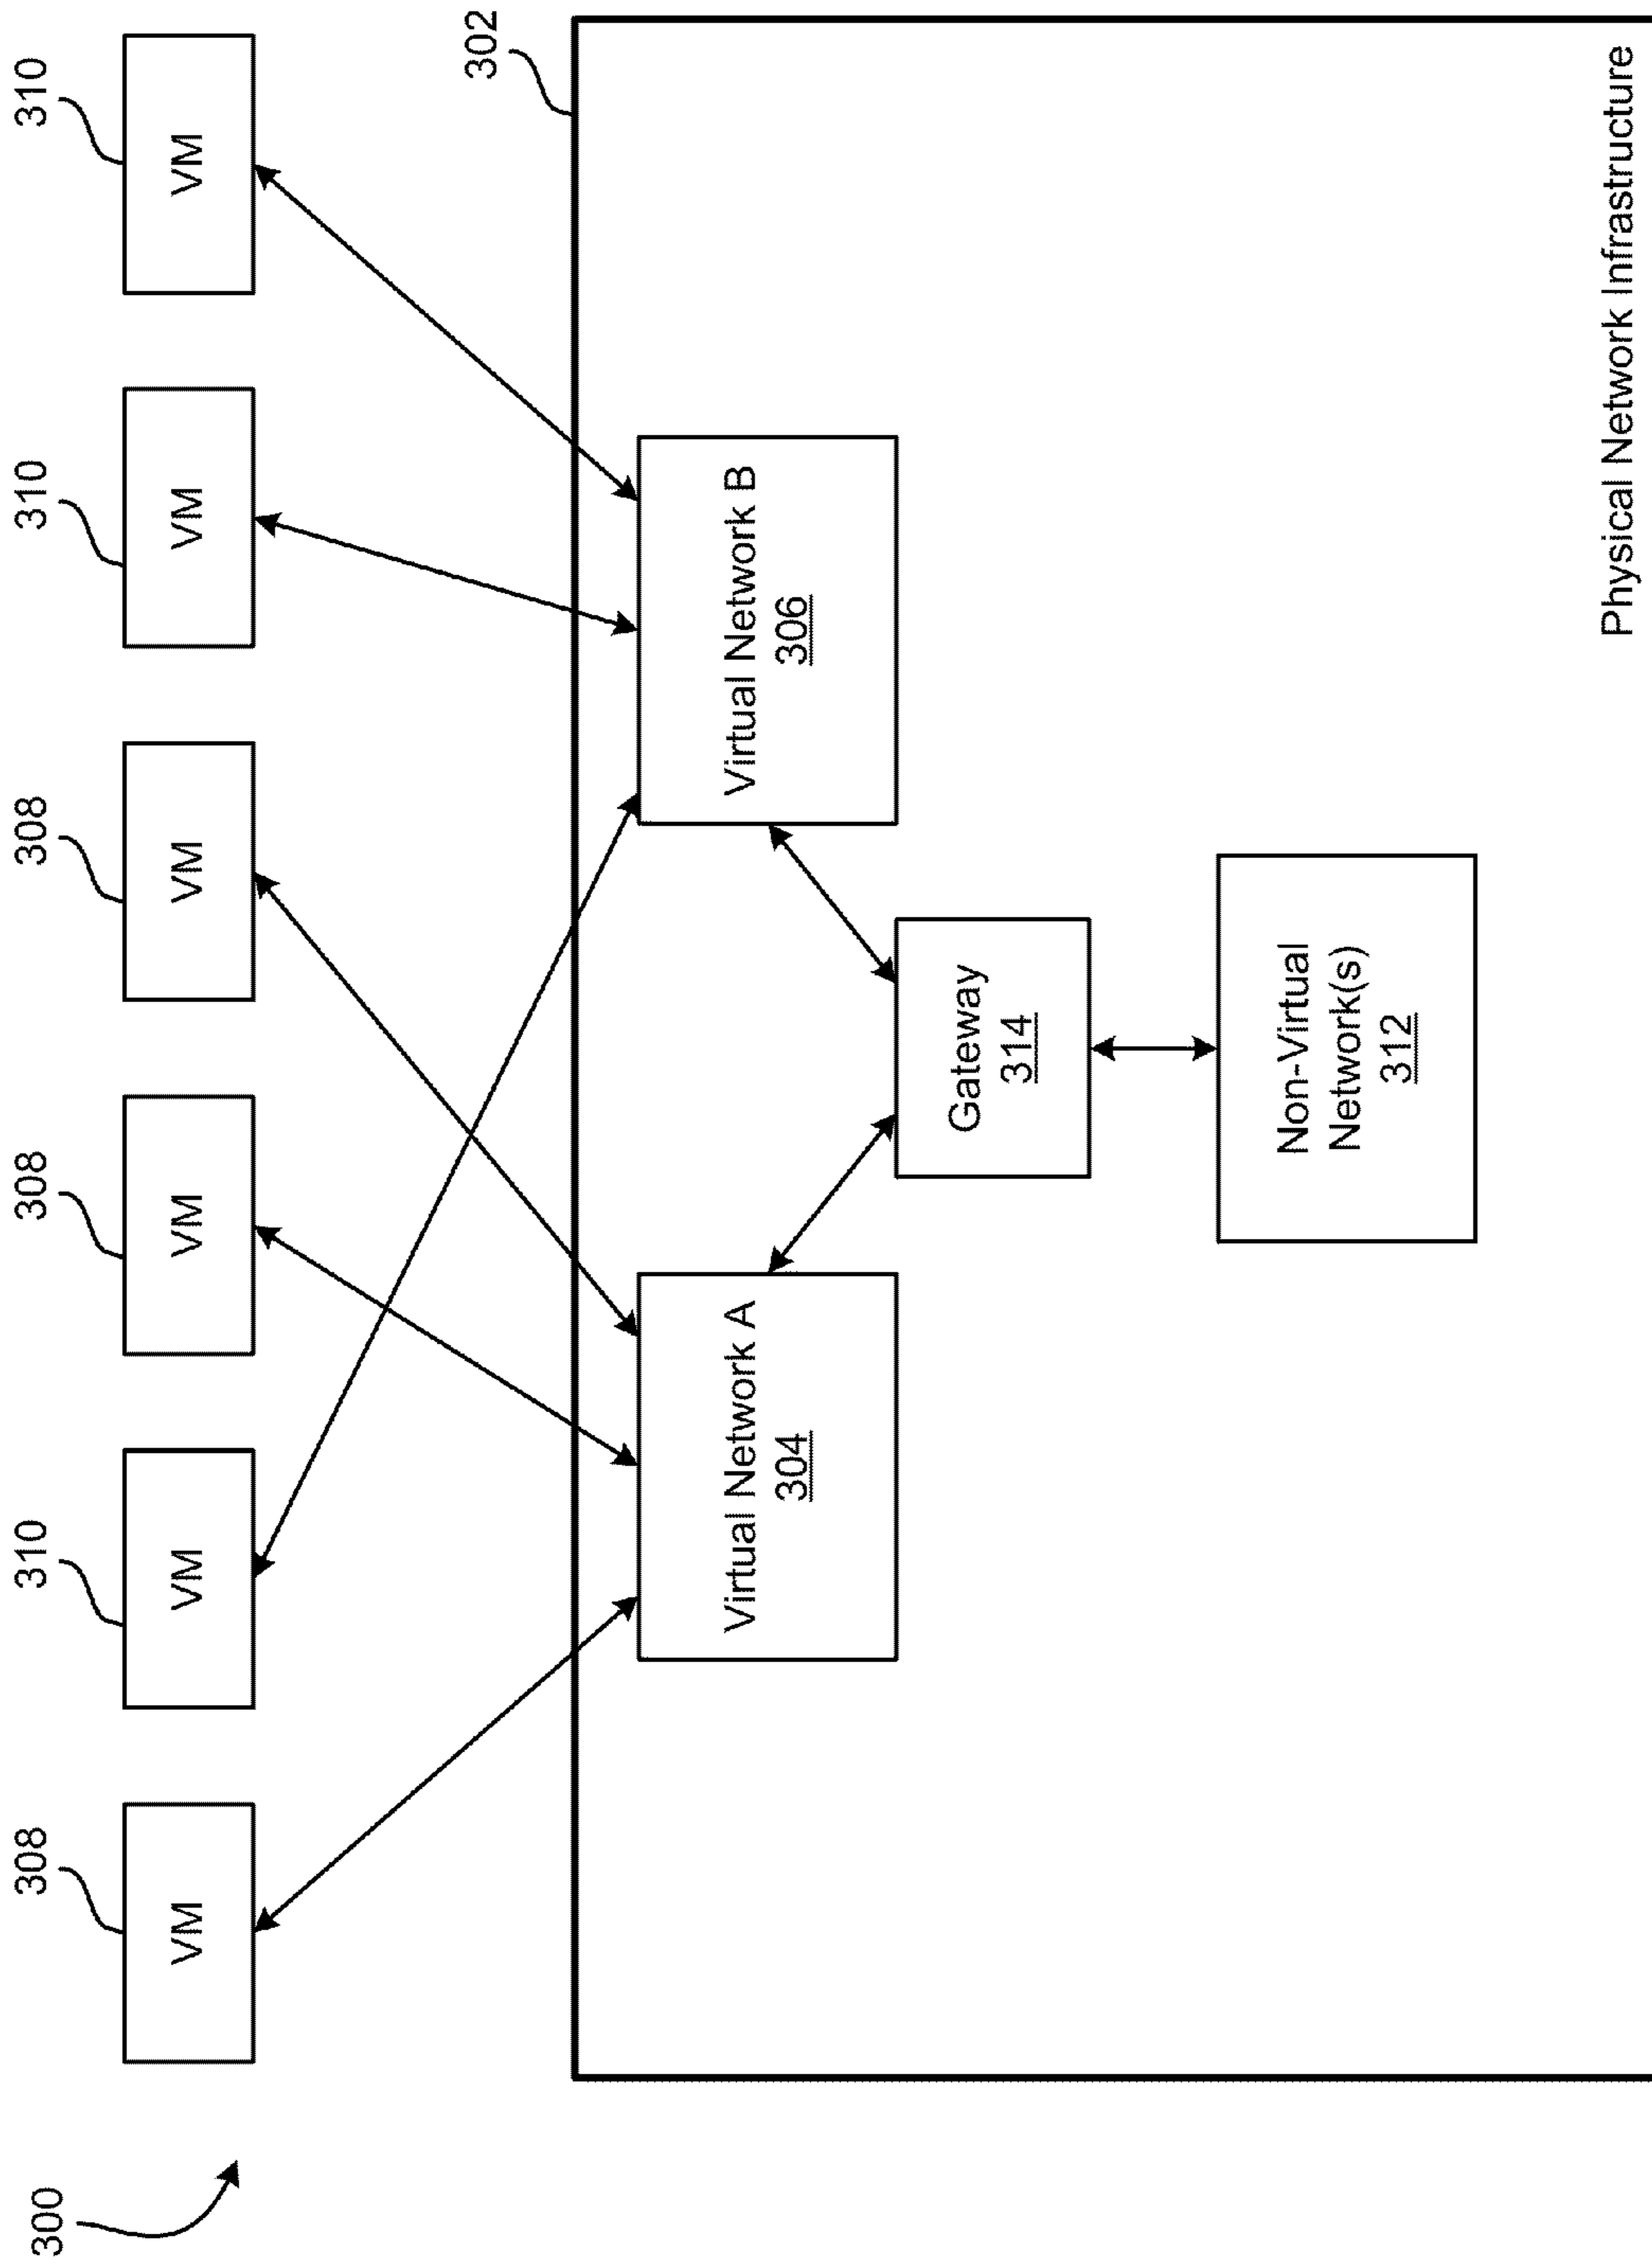 300
308
310
308
308
310
310
VM
VM
VM
VM
VM
VM
302
Virtual Network A
304
Virtual Network B
306
Gateway
314
Non-Virtual
Network(s)
312
Physical Network Infrastructure